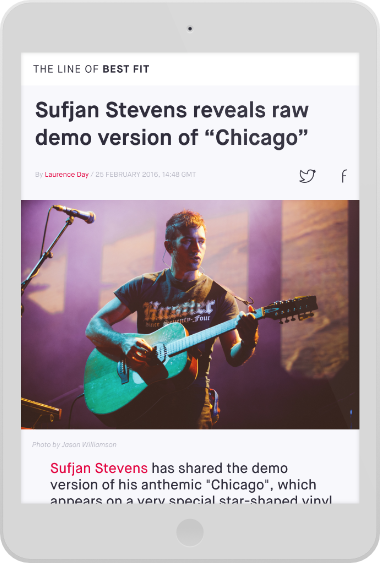 THE LINE OF BEST FIT
Sufjan Stevens reveals raw
demo version of “Chicago”
By Laurence Day / 25 FEBRUARY 2016, 14:48 GMT
Photo by Jason Williamson
Sufjan Stevens has shared the demo
version of his anthemic "Chicago", which
appears on a very special star-shaped vinyl